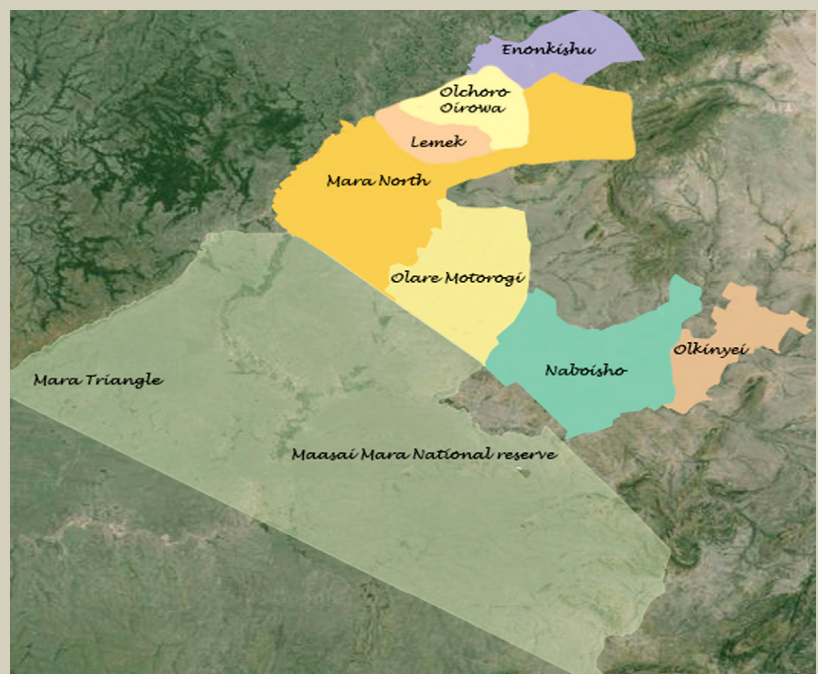 Enonkishu
Olchoro
Oirowa
Lemek
Mara North
Olare Motorogi
Olkinyei
Naboisho
Mara Triangle
Maasai Mara National reserve